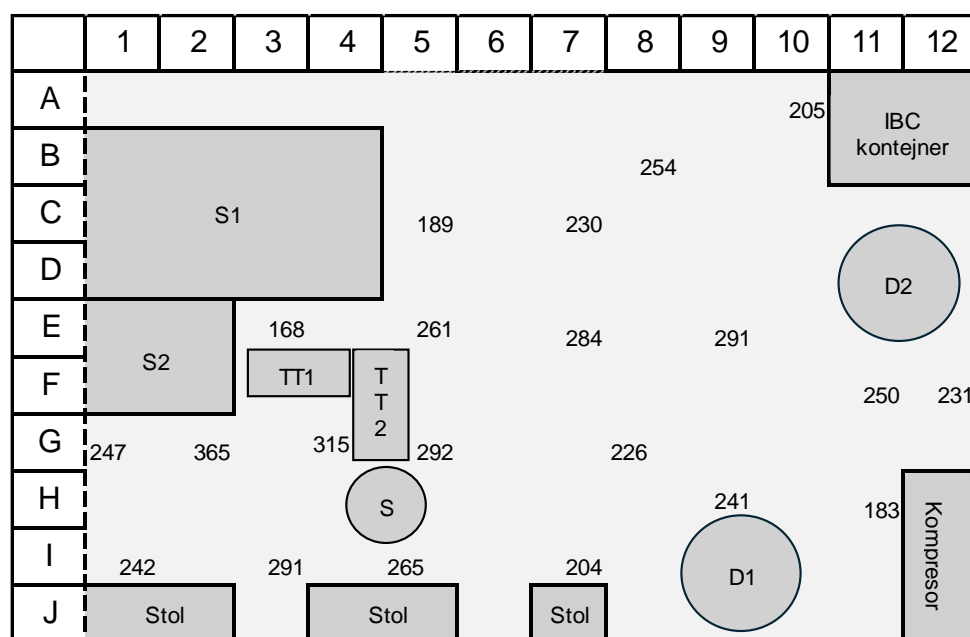 1 2 3 4 5 6 7 8 9 10 11 12
A 205 IBC
kontejner
B 254
C S1 189 230
D D2
E 168 261 284 291
S2
F TT1 T
T
2 250 231
G 247 365 315 292 226
H S 241 183 Kompresor
I 242 291 265 204 D1
J Stol Stol Stol